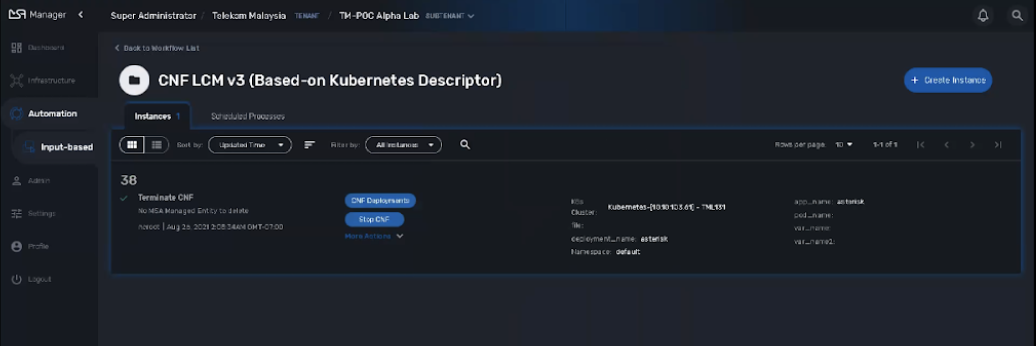 MSA Manager
Super Administrator / Telekom Malaysia TENANT / TM-POC Alpha Lab SUBTENANT
Dashboard
Back to Workflow List
Infrastructure
CNF LCM v3 (Based-on Kubernetes Descriptor)
+ Create Instance
Automation
Instances 1
Scheduled Processes
Input-based
Sort by: Updated Time
Filter by: All Instances
Rows per page: 10
1-1 of 1
Admin
Settings
Profile
Logout
38
Terminate CNF
No MSA Managed Entity to delete
ncroot | Aug 26, 2021 2:05:54AM GMT-07:00
CNF Deployments
Stop CNF
More Actions
K8s Cluster: Kubernetes-[10.10.103.61] - TML131
file:
deployment_name: asterisk
Namespace: default
app_name: asterisk
pod_name:
var_name:
var_name2: